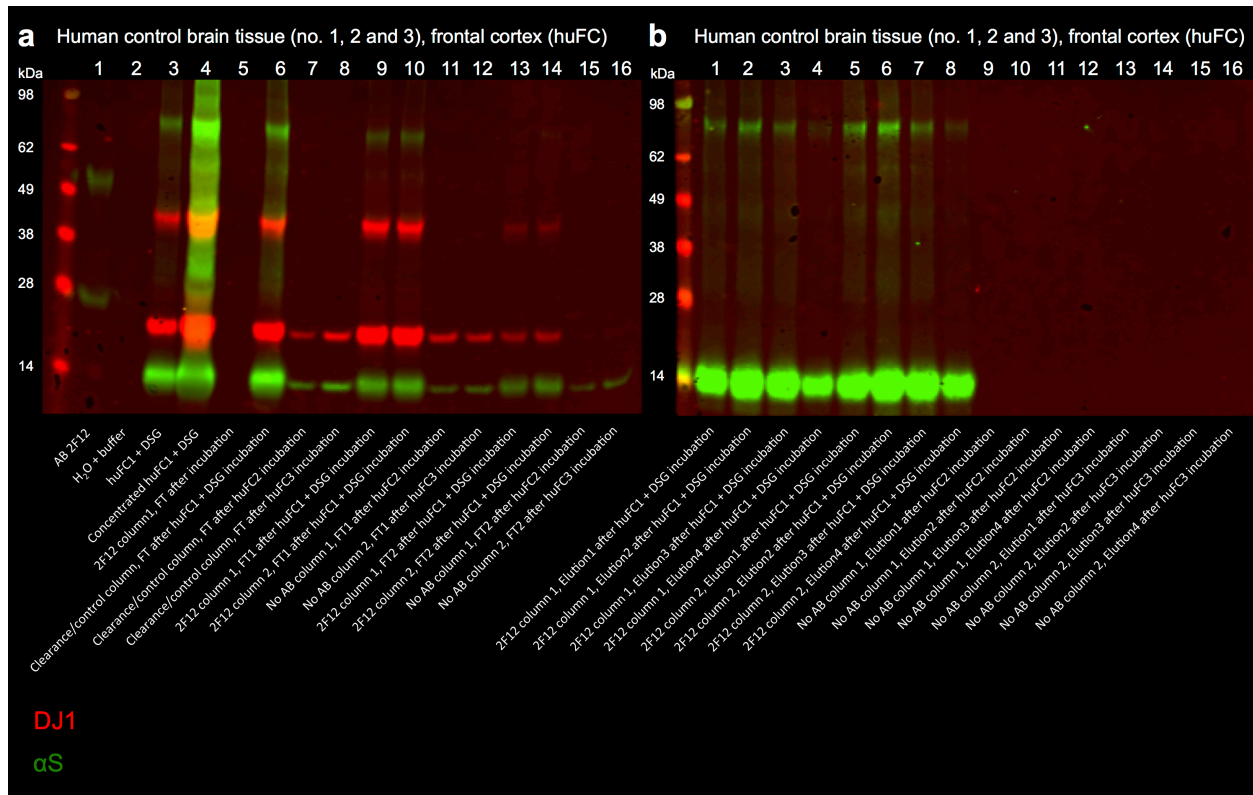 a Human control brain tissue (no. 1, 2 and 3), frontal cortex (huFC)
kDa 1 2 3 4 5 6 7 8 9 10 11 12 13 14 15 16
98
62
49
38
28
14
AB 2F12
H₂O + buffer
huFC1 + DSG
Concentrated huFC1 + DSG
2F12 column1, FT after incubation
Clearance/control column, FT after huFC1 + DSG incubation
Clearance/control column, FT after huFC2 incubation
Clearance/control column, FT after huFC3 incubation
2F12 column 1, FT1 after huFC1 + DSG incubation
2F12 column 2, FT1 after huFC1 + DSG incubation
No AB column 1, FT1 after huFC2 incubation
No AB column 2, FT1 after huFC3 incubation
2F12 column 1, FT2 after huFC1 + DSG incubation
2F12 column 2, FT2 after huFC1 + DSG incubation
No AB column 1, FT2 after huFC2 incubation
No AB column 2, FT2 after huFC3 incubation
b Human control brain tissue (no. 1, 2 and 3), frontal cortex (huFC)
kDa 1 2 3 4 5 6 7 8 9 10 11 12 13 14 15 16
98
62
49
38
28
14
2F12 column 1, Elution1 after huFC1 + DSG incubation
2F12 column 1, Elution2 after huFC1 + DSG incubation
2F12 column 1, Elution3 after huFC1 + DSG incubation
2F12 column 1, Elution4 after huFC1 + DSG incubation
2F12 column 2, Elution1 after huFC1 + DSG incubation
2F12 column 2, Elution2 after huFC1 + DSG incubation
2F12 column 2, Elution3 after huFC1 + DSG incubation
2F12 column 2, Elution4 after huFC1 + DSG incubation
No AB column 1, Elution1 after huFC2 incubation
No AB column 1, Elution2 after huFC2 incubation
No AB column 1, Elution3 after huFC2 incubation
No AB column 1, Elution4 after huFC2 incubation
No AB column 2, Elution1 after huFC3 incubation
No AB column 2, Elution2 after huFC3 incubation
No AB column 2, Elution3 after huFC3 incubation
No AB column 2, Elution4 after huFC3 incubation
DJ1
αS